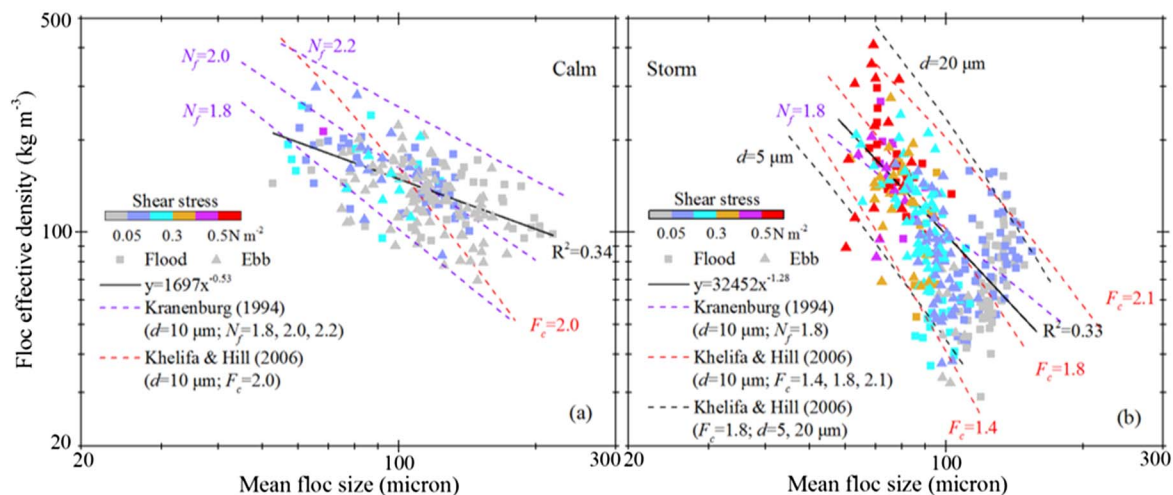 500
N_f=2.2
N_f=2.0
Calm
N_f=1.8
Shear stress
0.05 0.3 0.5N m⁻²
Flood Ebb
y=1697x^-0.53
R²=0.34
Kranenburg (1994)
(d=10 μm; N_f=1.8, 2.0, 2.2)
Khelifa & Hill (2006)
(d=10 μm; F_c=2.0)
F_c=2.0
(a)
100
20
Floc effective density (kg m⁻³)
20 100 300
Mean floc size (micron)
Storm
d=20 μm
N_f=1.8
d=5 μm
Shear stress
0.05 0.3 0.5N m⁻²
Flood Ebb
y=32452x^-1.28
F_c=2.1
Kranenburg (1994)
(d=10 μm; N_f=1.8)
R²=0.33
Khelifa & Hill (2006)
(d=10 μm; F_c=1.4, 1.8, 2.1)
F_c=1.8
Khelifa & Hill (2006)
(F_c=1.8; d=5, 20 μm)
F_c=1.4
(b)
20 100 300
Mean floc size (micron)